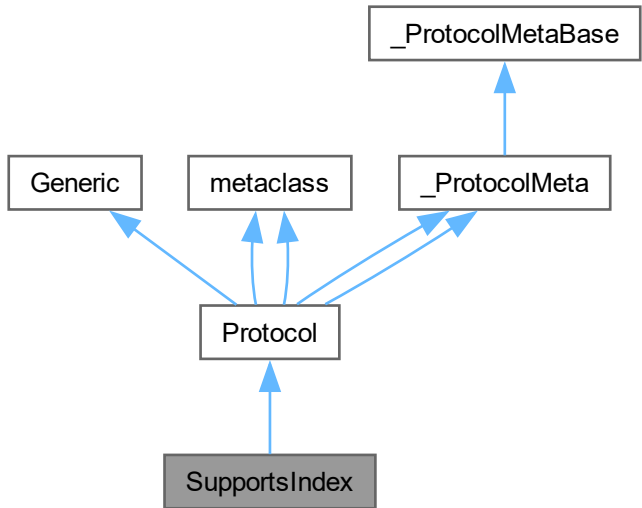 _ProtocolMetaBase
Generic
metaclass
_ProtocolMeta
Protocol
SupportsIndex